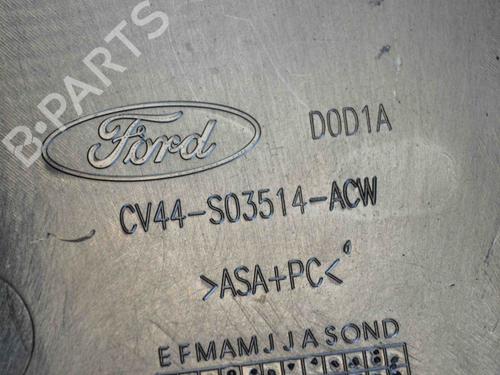 B·PARTS
Ford
D0D1A
CV44-S03514-ACW
>ASA+PC<
EFMAMJJASOND